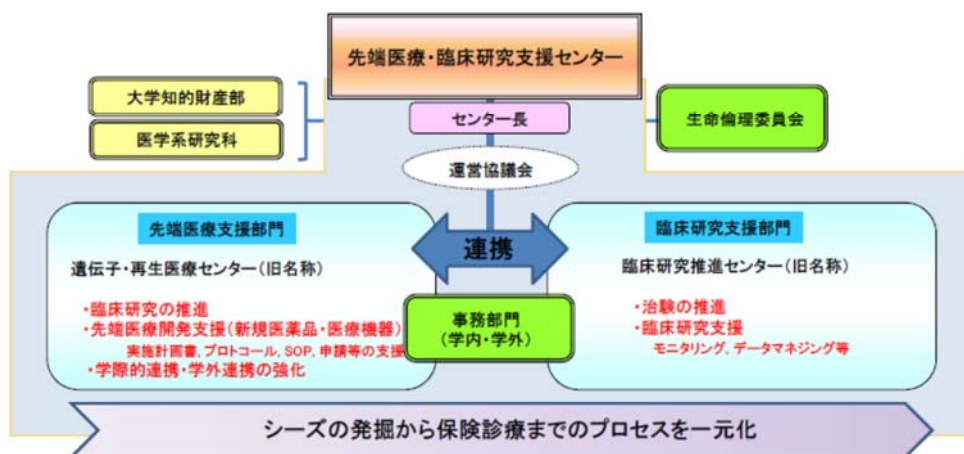 先端医療・臨床研究支援センター
大学知的財産部
医学系研究科
センター長
生命倫理委員会
運営協議会
先端医療支援部門
遺伝子・再生医療センター(旧名称)
・臨床研究の推進
・先端医療開発支援(新規医薬品・医療機器)
実施計画書, プロトコール, SOP, 申請等の支援
・学際的連携・学外連携の強化
連携
事務部門
(学内・学外)
臨床研究支援部門
臨床研究推進センター(旧名称)
・治験の推進
・臨床研究支援
モニタリング, データマネジング等
シーズの発掘から保険診療までのプロセスを一元化